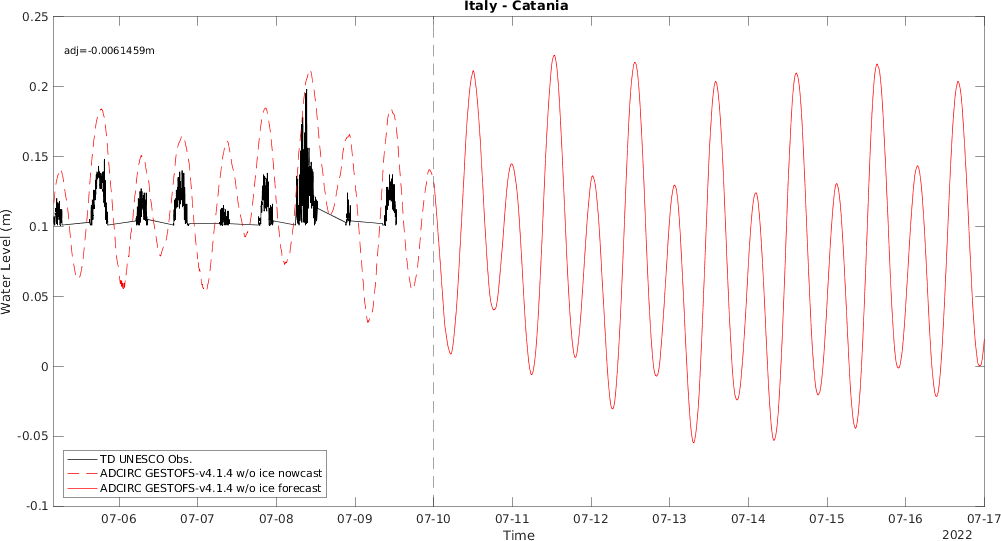 Italy - Catania
adj=-0.0061459m
0.25
0.2
0.15
0.1
0.05
0
-0.05
-0.1
Water Level (m)
TD UNESCO Obs.
ADCIRC GESTOFS-v4.1.4 w/o ice nowcast
ADCIRC GESTOFS-v4.1.4 w/o ice forecast
07-06 07-07 07-08 07-09 07-10 07-11 07-12 07-13 07-14 07-15 07-16 07-17
Time
2022